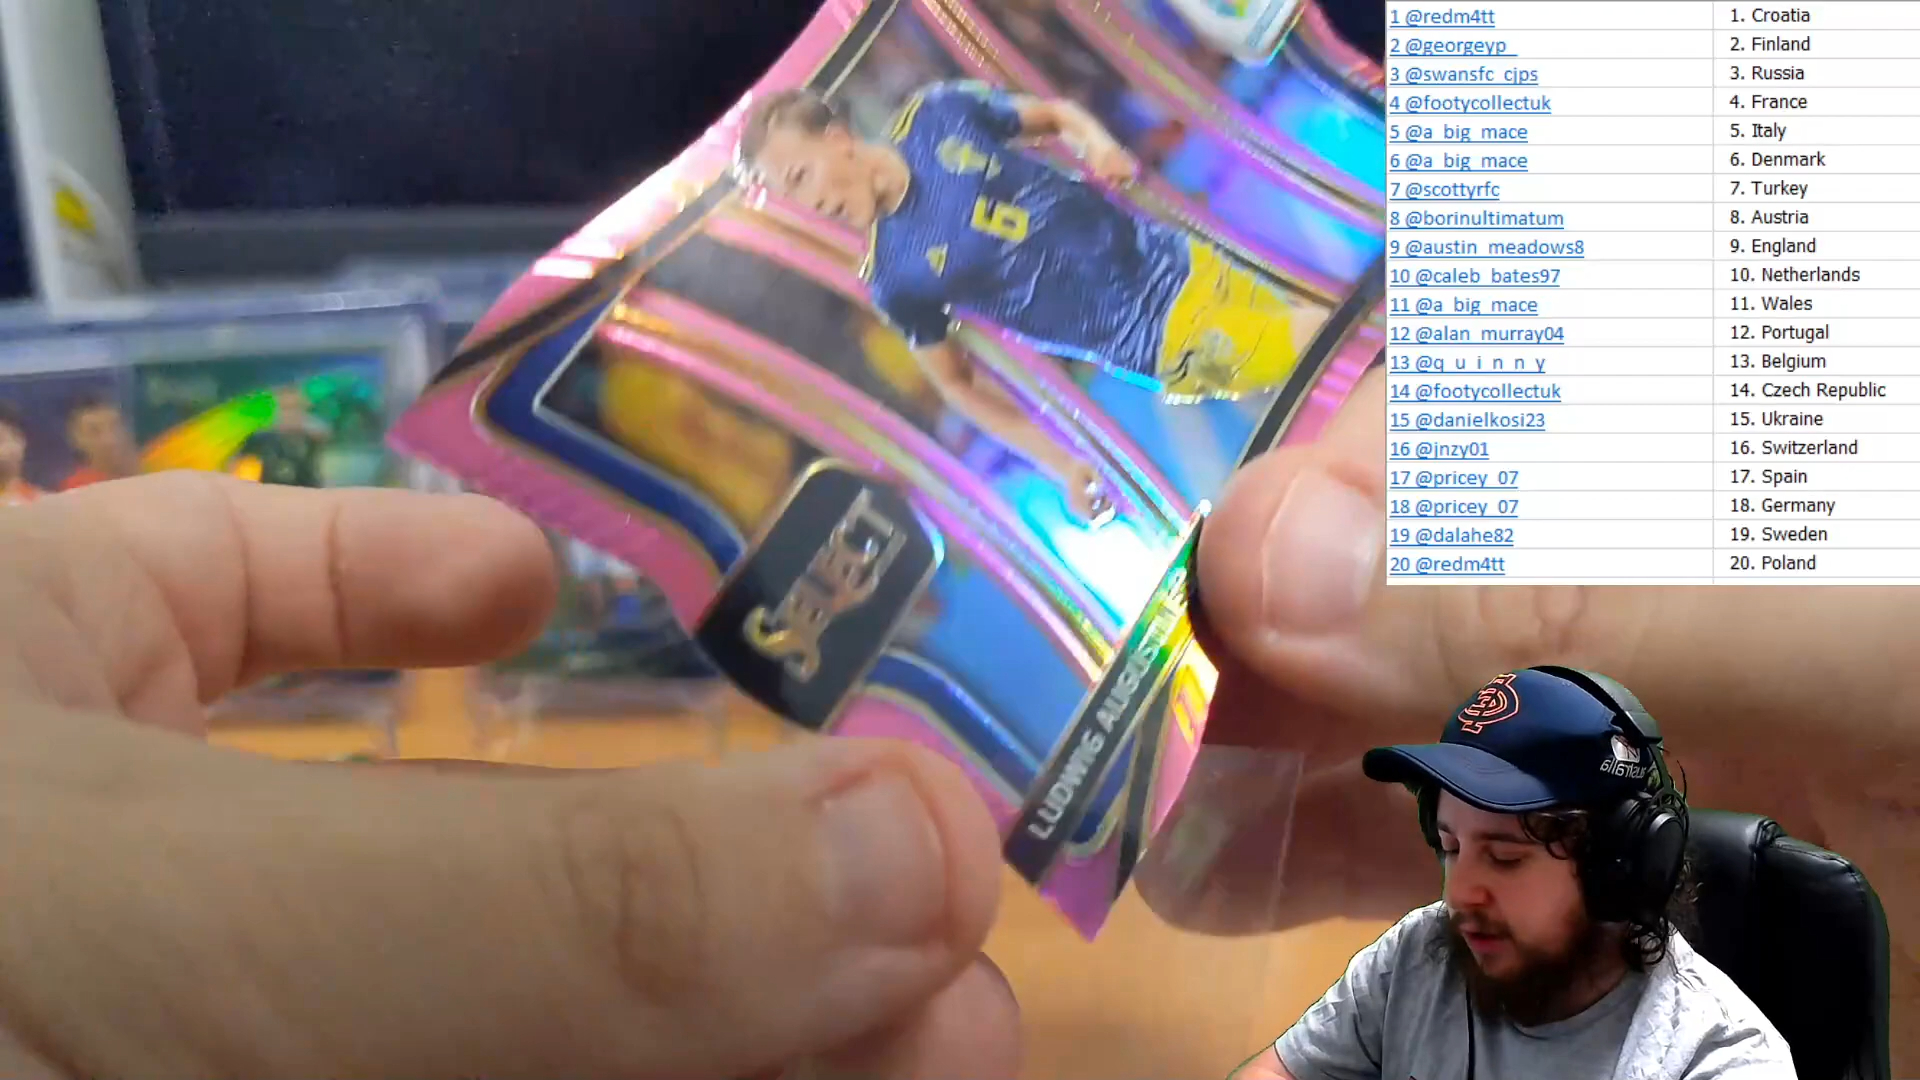 1 @redm4tt 1. Croatia
2 @georgeyp_ 2. Finland
3 @swansfc_cjps 3. Russia
4 @footycollectuk 4. France
5 @a_big_mace 5. Italy
6 @a_big_mace 6. Denmark
7 @scottyrfc 7. Turkey
8 @borinultimatum 8. Austria
9 @austin_meadows8 9. England
10 @caleb_bates97 10. Netherlands
11 @a_big_mace 11. Wales
12 @alan_murray04 12. Portugal
13 @q_u_i_n_n_y 13. Belgium
14 @footycollectuk 14. Czech Republic
15 @danielkosi23 15. Ukraine
16 @jnzy01 16. Switzerland
17 @pricey_07 17. Spain
18 @pricey_07 18. Germany
19 @dalahe82 19. Sweden
20 @redm4tt 20. Poland
6
SELECT
LUDWIG AUGUSTINSSON
australia